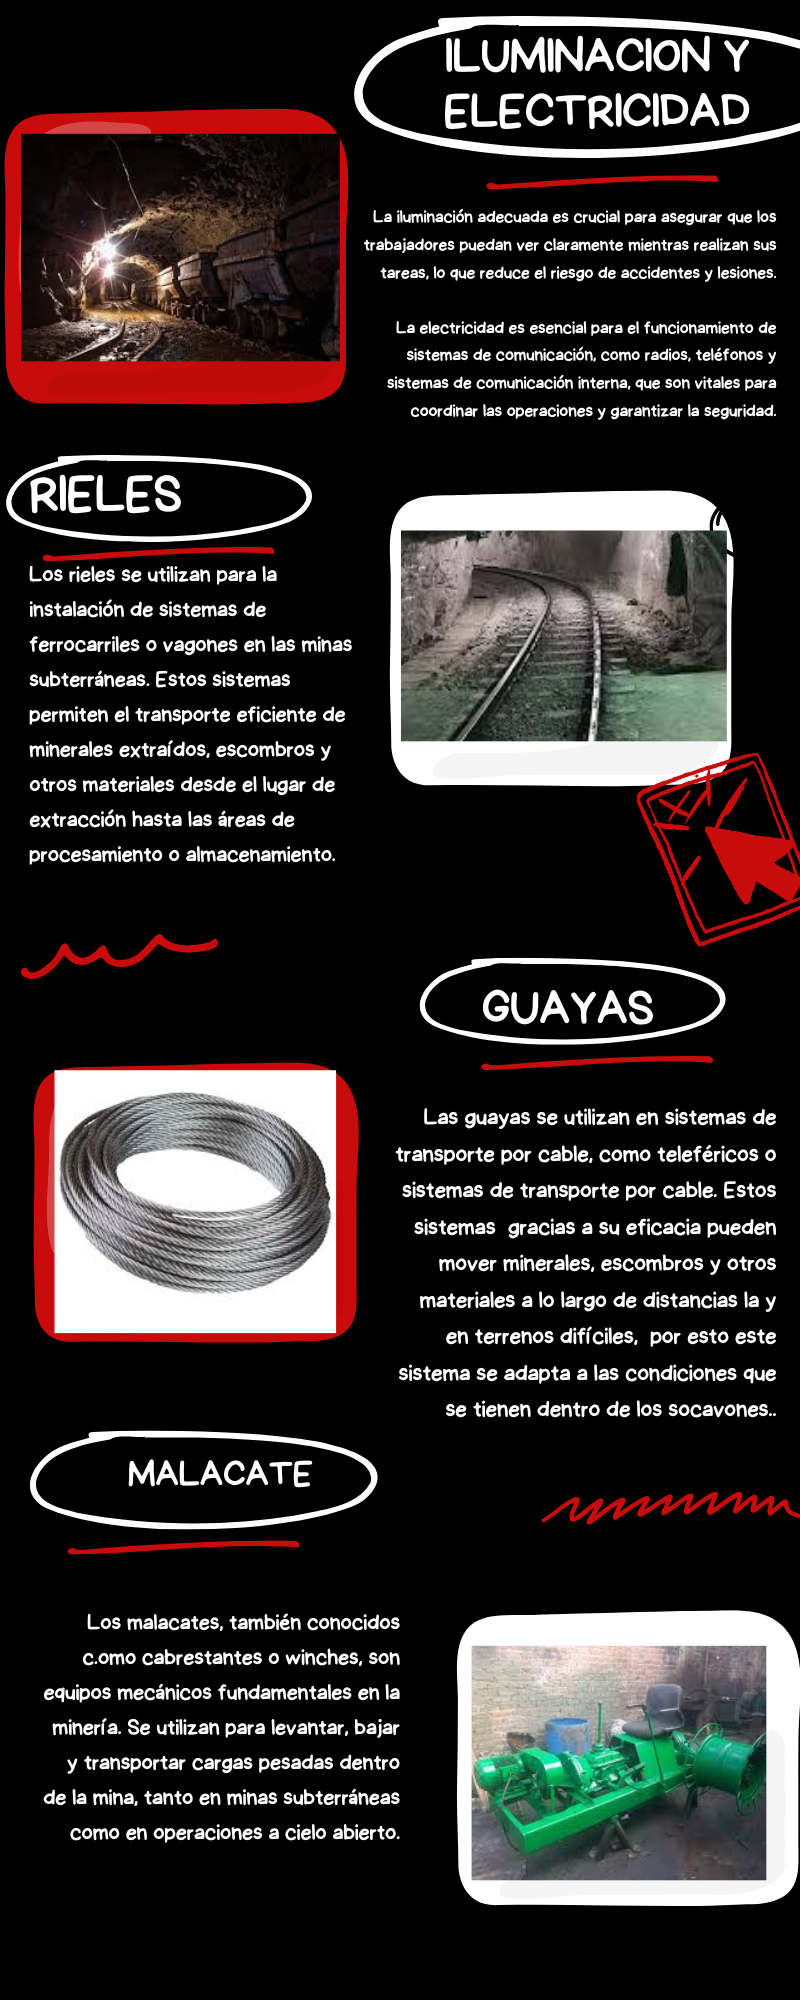 ILUMINACION Y
ELECTRICIDAD
La iluminación adecuada es crucial para asegurar que los
trabajadores puedan ver claramente mientras realizan sus
tareas, lo que reduce el riesgo de accidentes y lesiones.
La electricidad es esencial para el funcionamiento de
sistemas de comunicación, como radios, teléfonos y
sistemas de comunicación interna, que son vitales para
coordinar las operaciones y garantizar la seguridad.
RIELES
Los rieles se utilizan para la
instalación de sistemas de
ferrocarriles o vagones en las minas
subterráneas. Estos sistemas
permiten el transporte eficiente de
minerales extraídos, escombros y
otros materiales desde el lugar de
extracción hasta las áreas de
procesamiento o almacenamiento.
GUAYAS
Las guayas se utilizan en sistemas de
transporte por cable, como teleféricos o
sistemas de transporte por cable. Estos
sistemas  gracias a su eficacia pueden
mover minerales, escombros y otros
materiales a lo largo de distancias la y
en terrenos difíciles,  por esto este
sistema se adapta a las condiciones que
se tienen dentro de los socavones..
MALACATE
Los malacates, también conocidos
c.omo cabrestantes o winches, son
equipos mecánicos fundamentales en la
minería. Se utilizan para levantar, bajar
y transportar cargas pesadas dentro
de la mina, tanto en minas subterráneas
como en operaciones a cielo abierto.